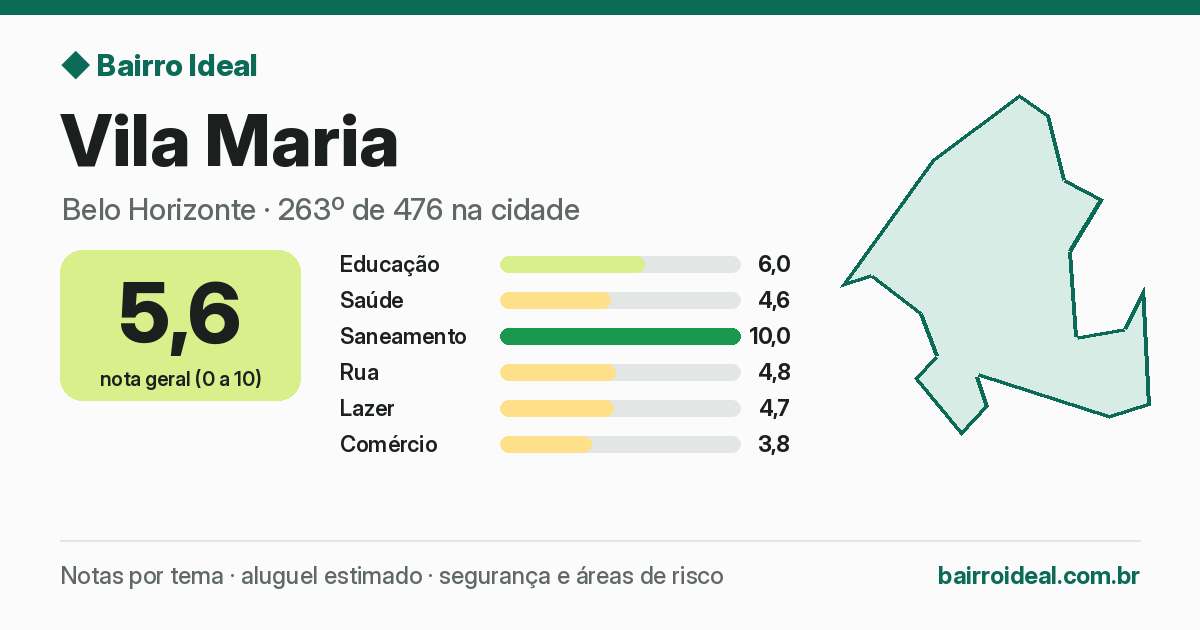 Bairro Ideal
Vila Maria
Belo Horizonte · 263º de 476 na cidade
5,6
nota geral (0 a 10)
Educação 6,0
Saúde 4,6
Saneamento 10,0
Rua 4,8
Lazer 4,7
Comércio 3,8
Notas por tema · aluguel estimado · segurança e áreas de risco
bairroideal.com.br